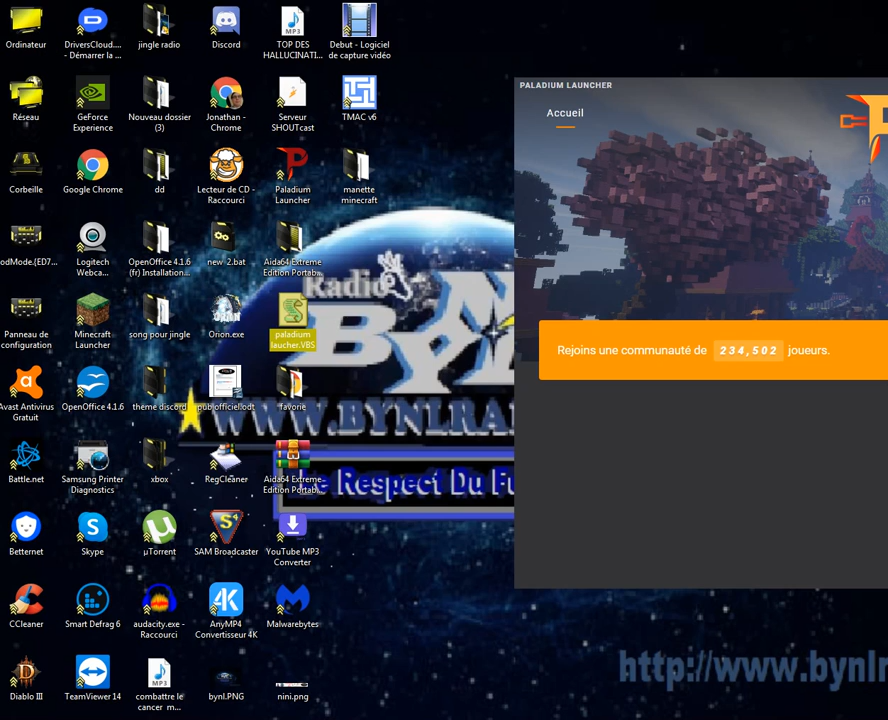 Ordinateur
DriversCloud....
- Démarrer la ...
jingle radio
Discord
MP3
TOP DES
HALLUCINATI...
Debut - Logiciel
de capture vidéo
Réseau
GeForce
Experience
Nouveau dossier
(3)
Jonathan -
Chrome
Serveur
SHOUTcast
TMAC v6
Corbeille
Google Chrome
dd
Lecteur de CD -
Raccourci
Paladium
Launcher
manette
minecraft
odMode.{ED7...
Logitech
Webca...
OpenOffice 4.1.6
(fr) Installation...
new 2.bat
Aida64 Extreme
Edition Portab...
Panneau de
configuration
Minecraft
Launcher
song pour jingle
Orion.exe
paladium
laucher.VBS
Avast Antivirus
Gratuit
OpenOffice 4.1.6
thème discord
pub officiel.odt
favorie
Battle.net
Samsung Printer
Diagnostics
xbox
RegCleaner
Aida64 Extreme
Edition Portab...
Betternet
Skype
µTorrent
SAM Broadcaster
YouTube MP3
Converter
CCleaner
Smart Defrag 6
audacity.exe -
Raccourci
4K
AnyMP4
Convertisseur 4K
Malwarebytes
Diablo III
TeamViewer 14
MP3
combattre le
cancer m...
bynl.PNG
nini.png
PALADIUM LAUNCHER
Accueil
Rejoins une communauté de 234,502 joueurs.
Radio
WWW.BYNLRA
Le Respect Du Fu
http://www.bynlr